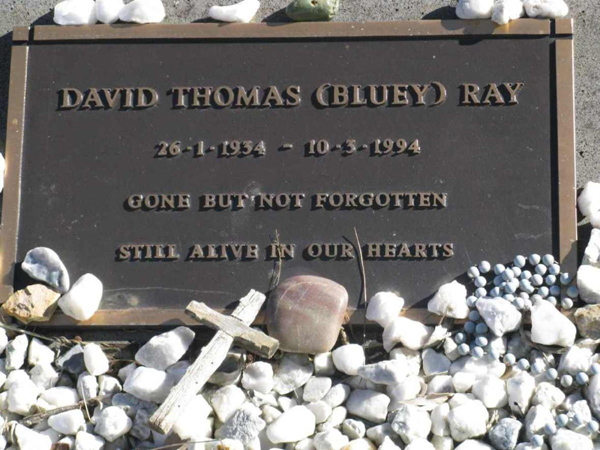 DAVID THOMAS (BLUEY) RAY
26-1-1934 - 10-3-1994
GONE BUT NOT FORGOTTEN
STILL ALIVE IN OUR HEARTS